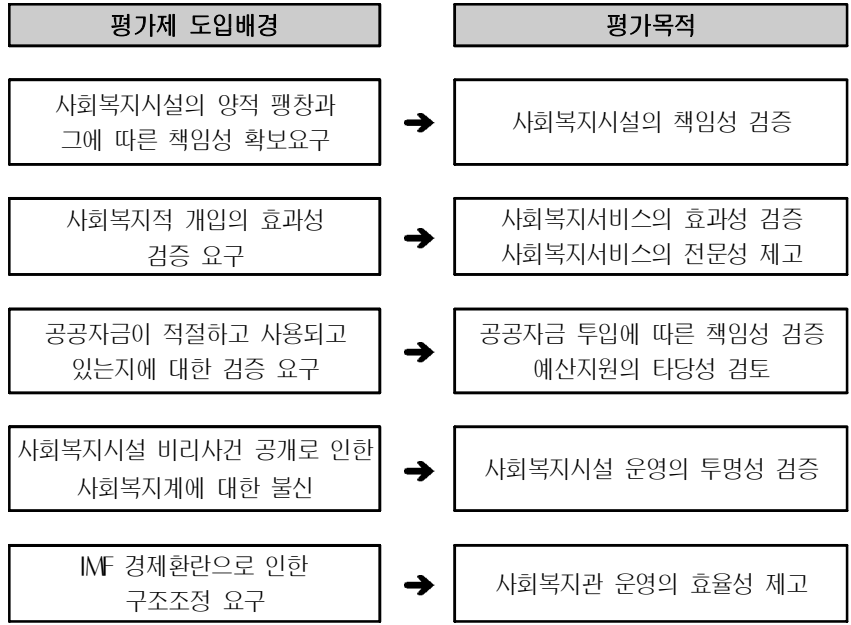 평가제 도입배경
평가목적
사회복지시설의 양적 팽창과
그에 따른 책임성 확보요구
사회복지시설의 책임성 검증
사회복지적 개입의 효과성
검증 요구
사회복지서비스의 효과성 검증
사회복지서비스의 전문성 제고
공공자금이 적절하고 사용되고
있는지에 대한 검증 요구
공공자금 투입에 따른 책임성 검증
예산지원의 타당성 검토
사회복지시설 비리사건 공개로 인한
사회복지계에 대한 불신
사회복지시설 운영의 투명성 검증
IMF 경제환란으로 인한
구조조정 요구
사회복지관 운영의 효율성 제고